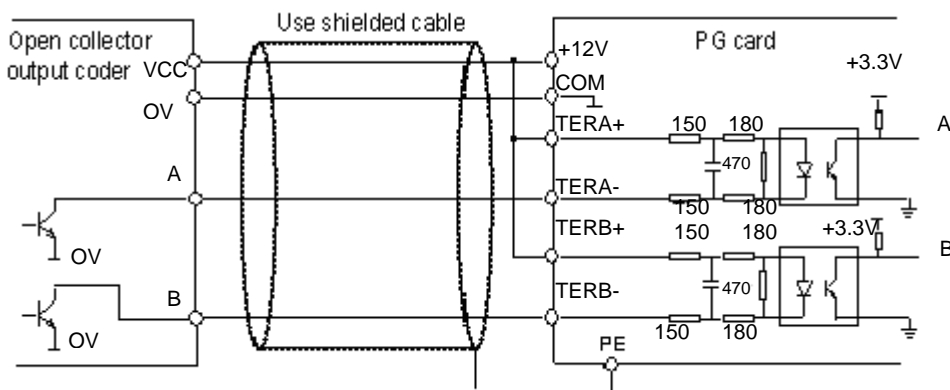 Use shielded cable
Open collector
output coder
VCC
OV
A
OV
B
OV
PG card
+12V
COM
TERA+
TERA-
TERB+
TERB-
PE
+3.3V
150 180
470
A
150 180
150 180
+3.3V
470
B
150 180